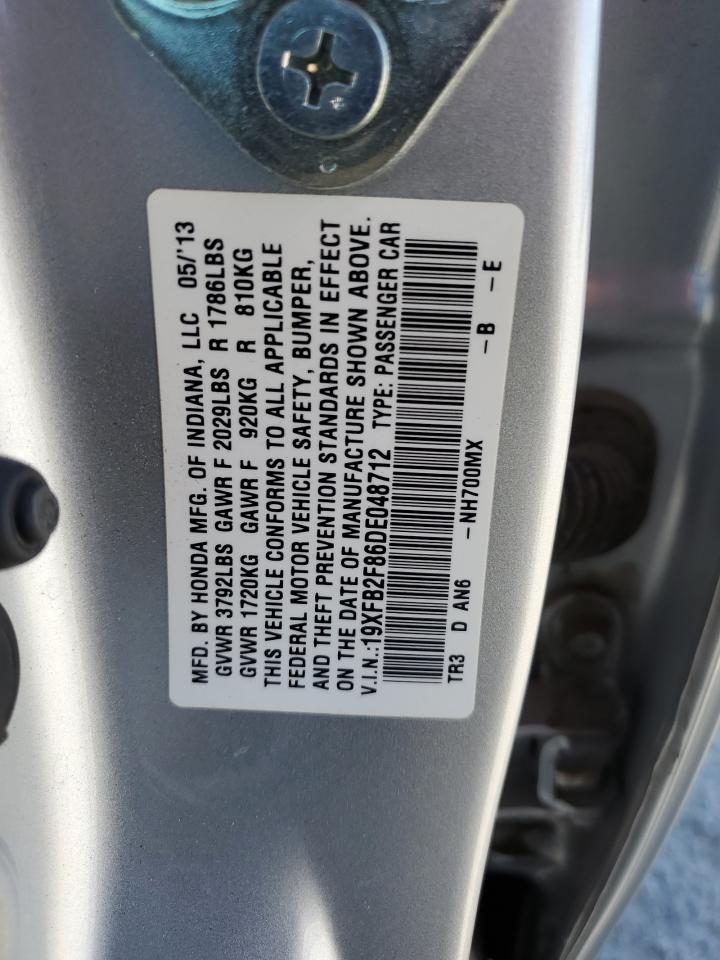 MFD. BY HONDA MFG. OF INDIANA, LLC 05/'13
GVWR 3792LBS GAWR F 2029LBS R 1786LBS
GVWR 1720KG GAWR F 920KG R 810KG
THIS VEHICLE CONFORMS TO ALL APPLICABLE
FEDERAL MOTOR VEHICLE SAFETY, BUMPER,
AND THEFT PREVENTION STANDARDS IN EFFECT
ON THE DATE OF MANUFACTURE SHOWN ABOVE.
V.I.N.:19XFB2F86DE048712 TYPE: PASSENGER CAR
TR3 D AN6 -NH700MX -B -E